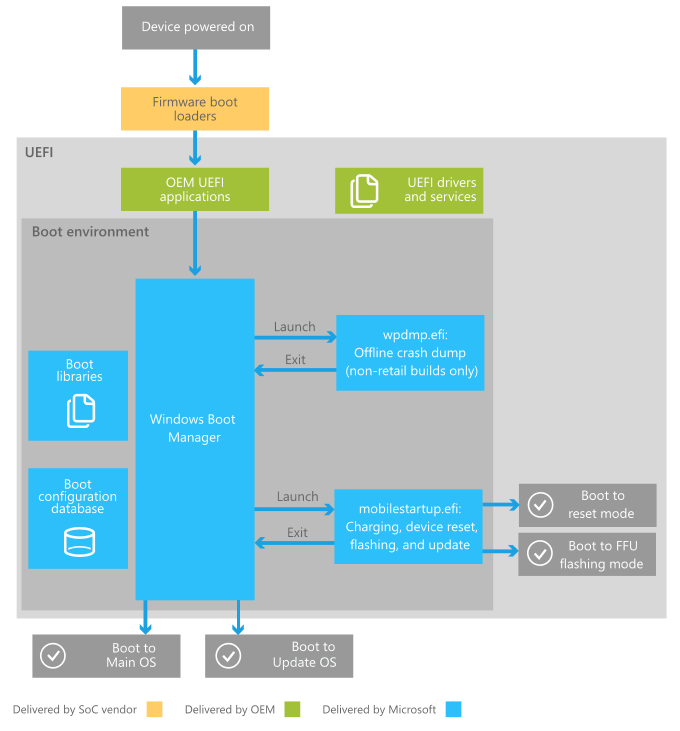 Device powered on
Firmware boot
loaders
UEFI
OEM UEFI
applications
UEFI drivers
and services
Boot environment
Launch
wpdmp.efi:
Offline crash dump
(non-retail builds only)
Exit
Boot
libraries
Windows Boot
Manager
Boot
configuration
database
Launch
mobilestartup.efi:
Charging, device reset,
flashing, and update
Exit
Boot to
reset mode
Boot to FFU
flashing mode
Boot to
Main OS
Boot to
Update OS
Delivered by SoC vendor
Delivered by OEM
Delivered by Microsoft